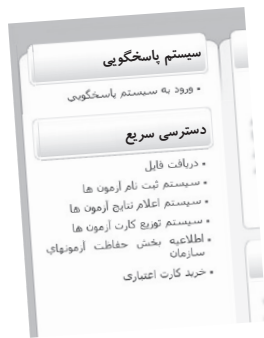 سیستم پاسخگویی
• ورود به سیستم پاسخگویی
دسترسی سریع
• دریافت فایل
• سیستم ثبت نام آزمون ها
• سیستم اعلام نتایج آزمون ها
• سیستم توزیع کارت آزمون ها
• اطلاعیه بخش حفاظت آزمونهای
سازمان
• خرید کارت اعتباری